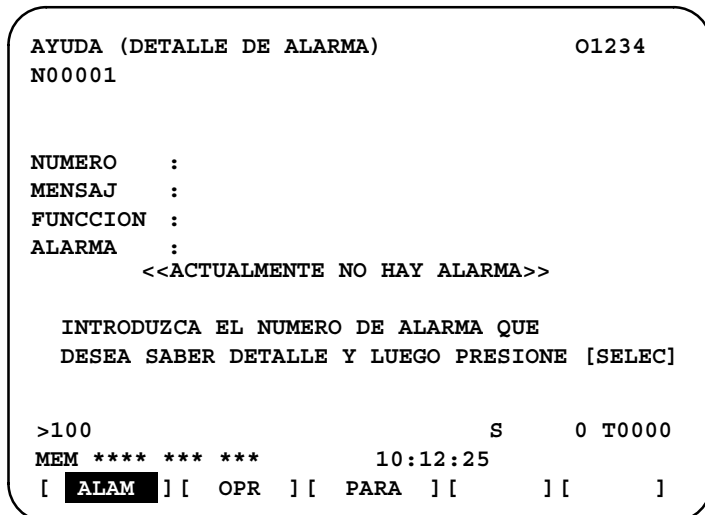 AYUDA (DETALLE DE ALARMA) O1234
N00001
NUMERO :
MENSAJ :
FUNCCION :
ALARMA :
<<ACTUALMENTE NO HAY ALARMA>>
INTRODUZCA EL NUMERO DE ALARMA QUE
DESEA SABER DETALLE Y LUEGO PRESIONE [SELEC]
>100 S 0 T0000
MEM **** *** *** 10:12:25
[ ALAM ][ OPR ][ PARA ][ ][ ]